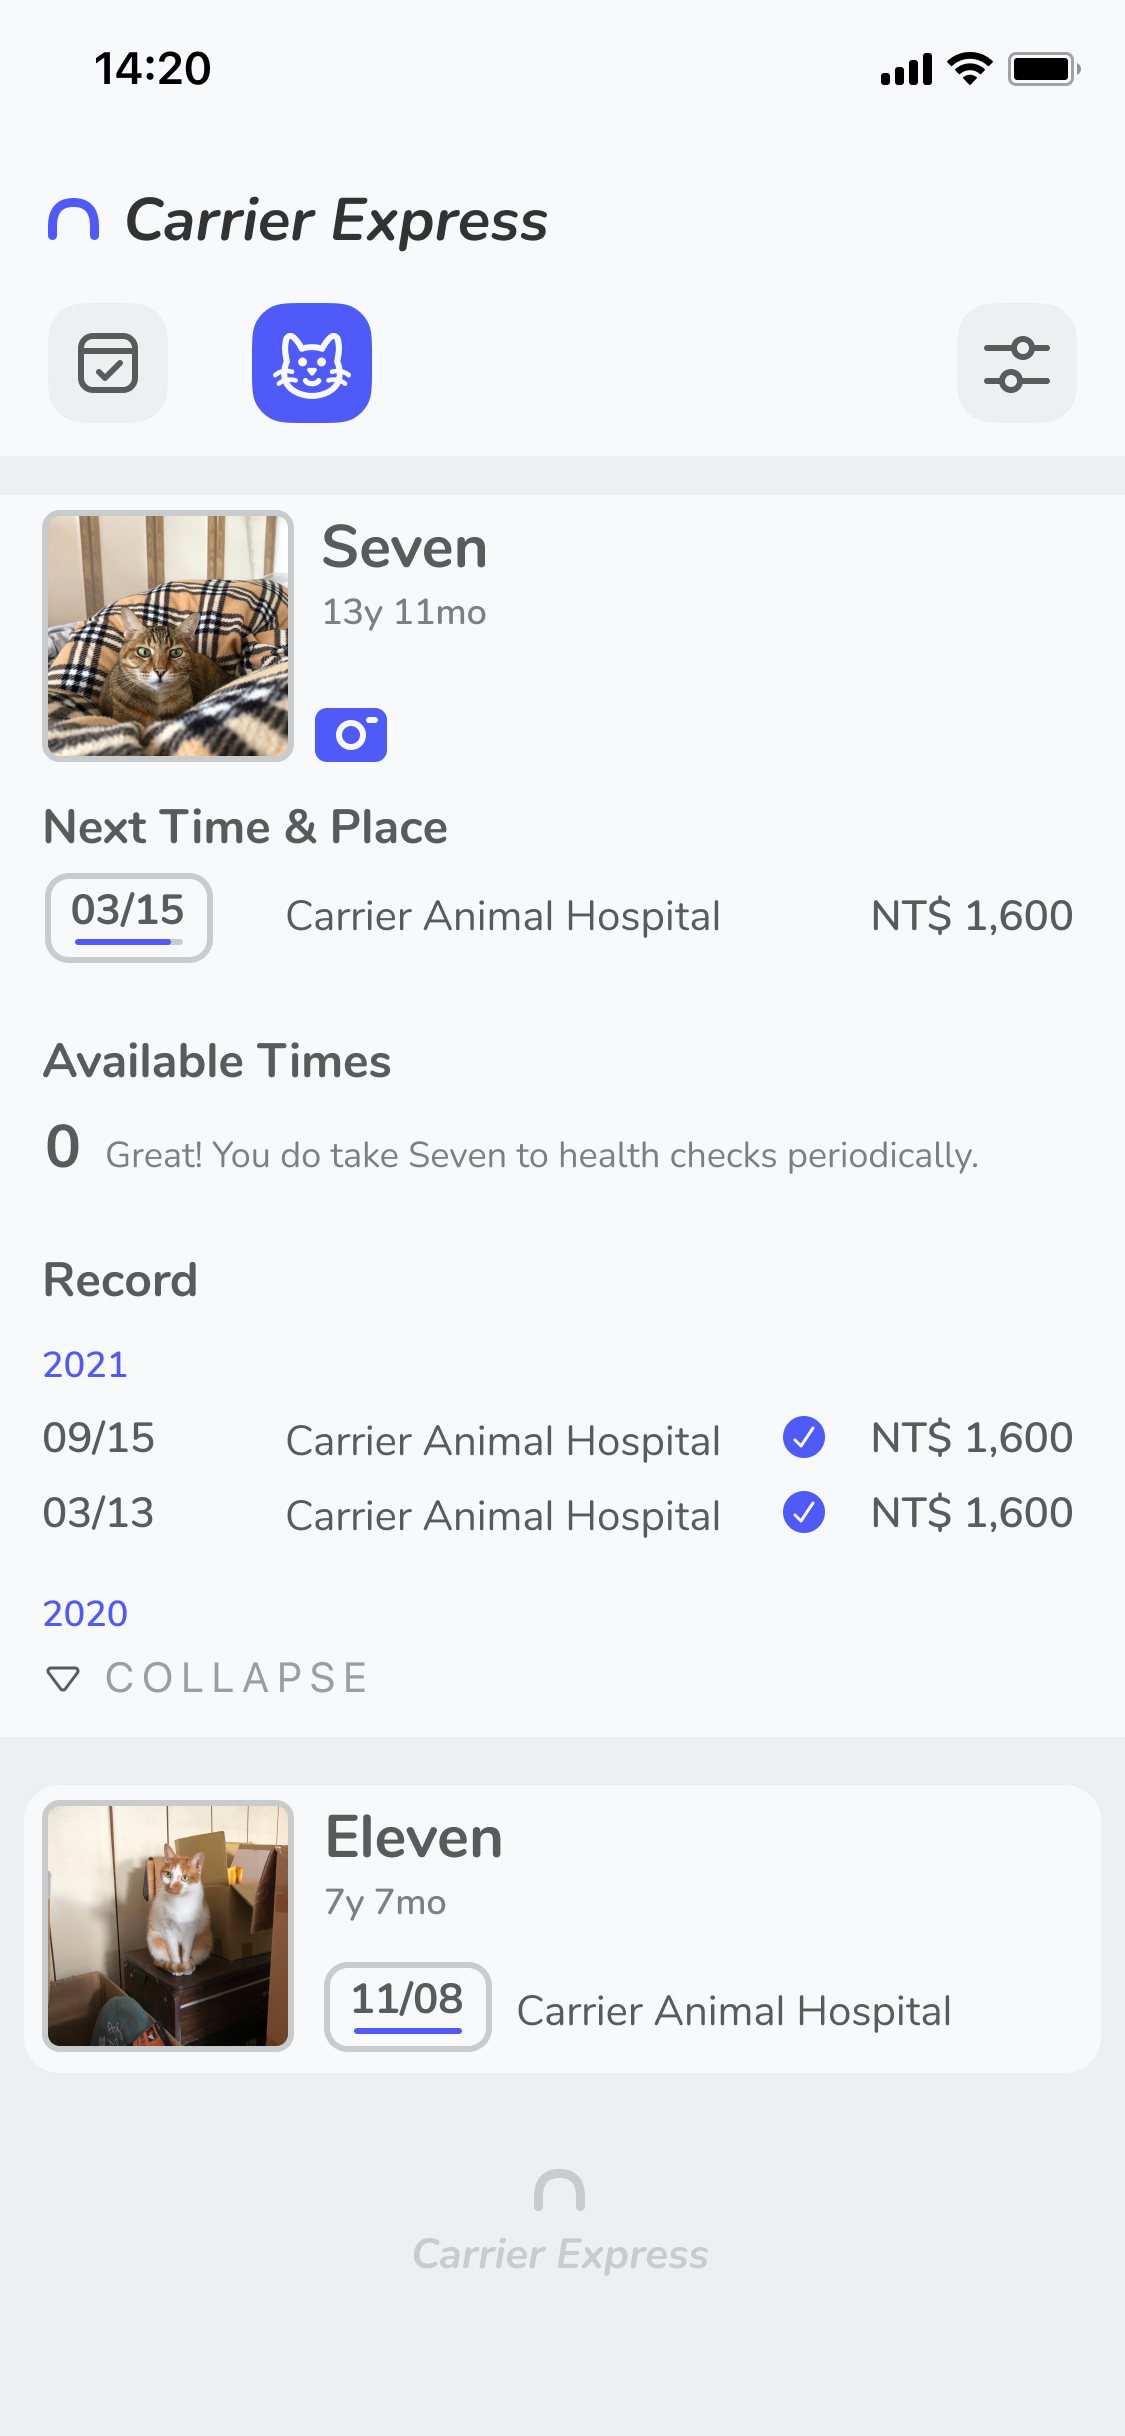 14:20
Carrier Express
Seven
13y 11mo
Next Time & Place
03/15 Carrier Animal Hospital NT$ 1,600
Available Times
0 Great! You do take Seven to health checks periodically.
Record
2021
09/15 Carrier Animal Hospital NT$ 1,600
03/13 Carrier Animal Hospital NT$ 1,600
2020
COLLAPSE
Eleven
7y 7mo
11/08 Carrier Animal Hospital
Carrier Express